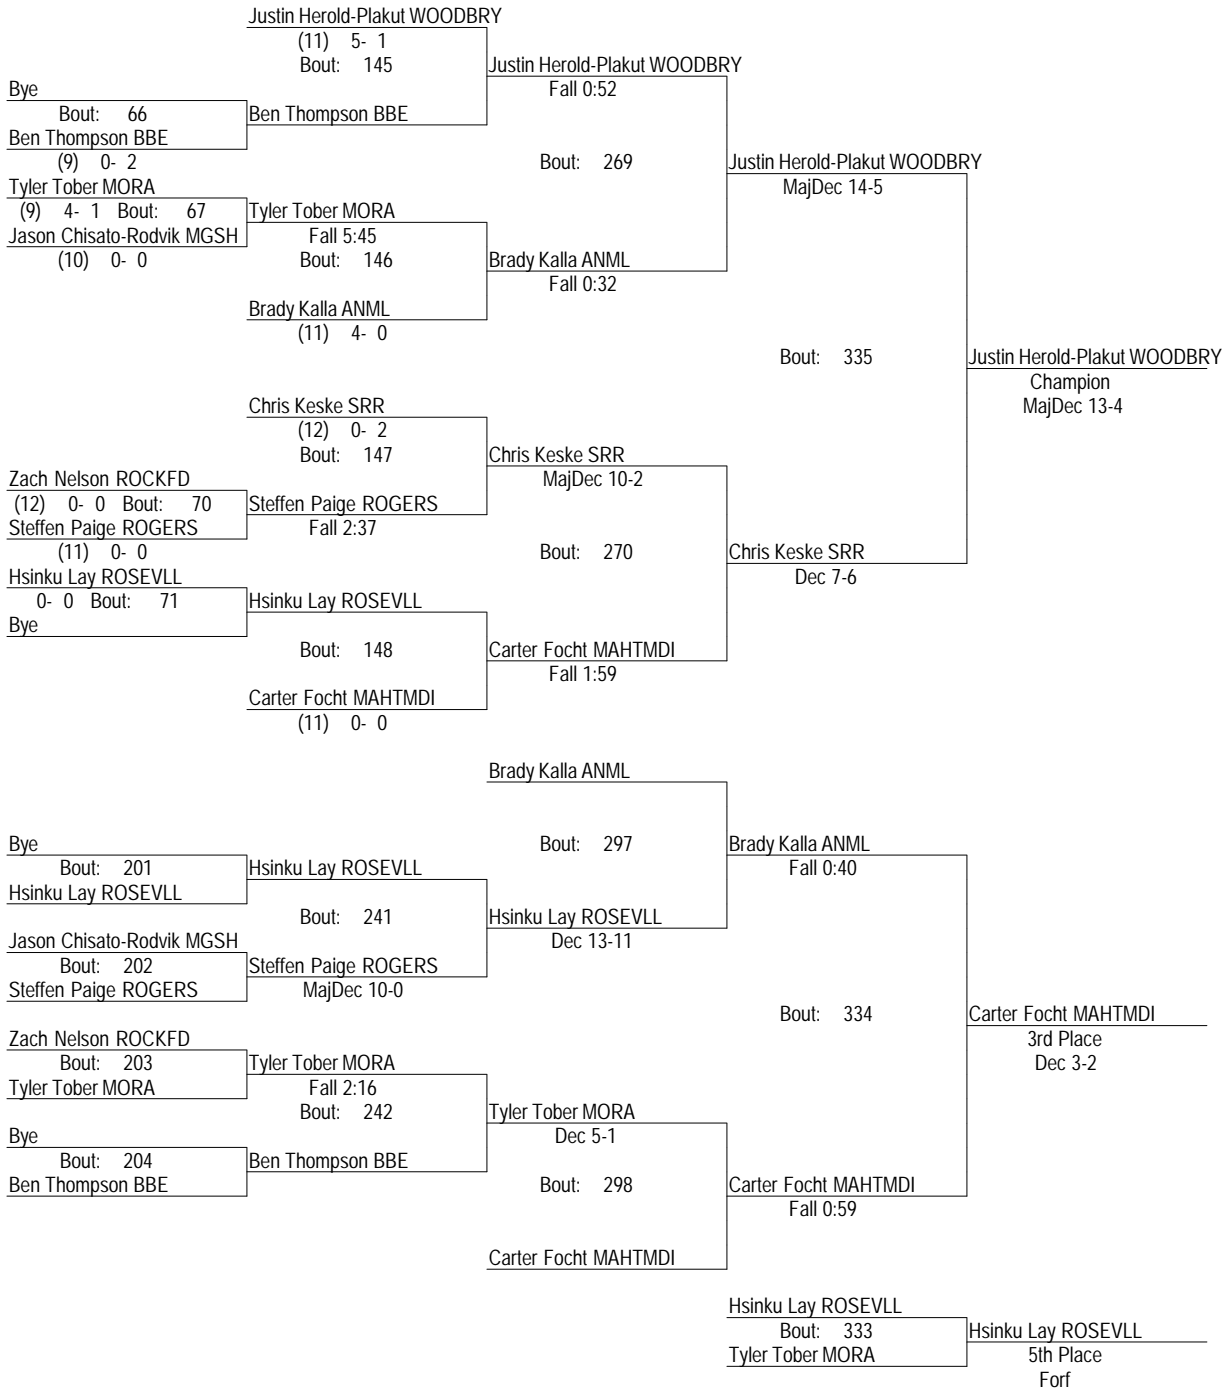 Justin Herold-Plakut WOODBRY
(11) 5- 1
Bout: 145
Justin Herold-Plakut WOODBRY
Bye
Fall 0:52
Bout: 66
Ben Thompson BBE
Ben Thompson BBE
(9) 0- 2
Bout: 269
Justin Herold-Plakut WOODBRY
Tyler Tober MORA
MajDec 14-5
(9) 4- 1 Bout: 67
Tyler Tober MORA
Jason Chisato-Rodvik MGSH
Fall 5:45
(10) 0- 0
Bout: 146
Brady Kalla ANML
Fall 0:32
Brady Kalla ANML
(11) 4- 0
Bout: 335
Justin Herold-Plakut WOODBRY
Champion
MajDec 13-4
Chris Keske SRR
(12) 0- 2
Bout: 147
Chris Keske SRR
Zach Nelson ROCKFD
MajDec 10-2
(12) 0- 0 Bout: 70
Steffen Paige ROGERS
Steffen Paige ROGERS
Fall 2:37
(11) 0- 0
Bout: 270
Chris Keske SRR
Hsinku Lay ROSEVLL
Dec 7-6
0- 0 Bout: 71
Hsinku Lay ROSEVLL
Bye
Bout: 148
Carter Focht MAHTMDI
Fall 1:59
Carter Focht MAHTMDI
(11) 0- 0
Brady Kalla ANML
Bye
Bout: 297
Brady Kalla ANML
Bout: 201
Hsinku Lay ROSEVLL
Fall 0:40
Hsinku Lay ROSEVLL
Bout: 241
Hsinku Lay ROSEVLL
Jason Chisato-Rodvik MGSH
Dec 13-11
Bout: 202
Steffen Paige ROGERS
Steffen Paige ROGERS
MajDec 10-0
Bout: 334
Carter Focht MAHTMDI
Zach Nelson ROCKFD
3rd Place
Bout: 203
Tyler Tober MORA
Dec 3-2
Tyler Tober MORA
Fall 2:16
Bout: 242
Tyler Tober MORA
Bye
Dec 5-1
Bout: 204
Ben Thompson BBE
Ben Thompson BBE
Bout: 298
Carter Focht MAHTMDI
Fall 0:59
Carter Focht MAHTMDI
Hsinku Lay ROSEVLL
Bout: 333
Hsinku Lay ROSEVLL
Tyler Tober MORA
5th Place
Forf